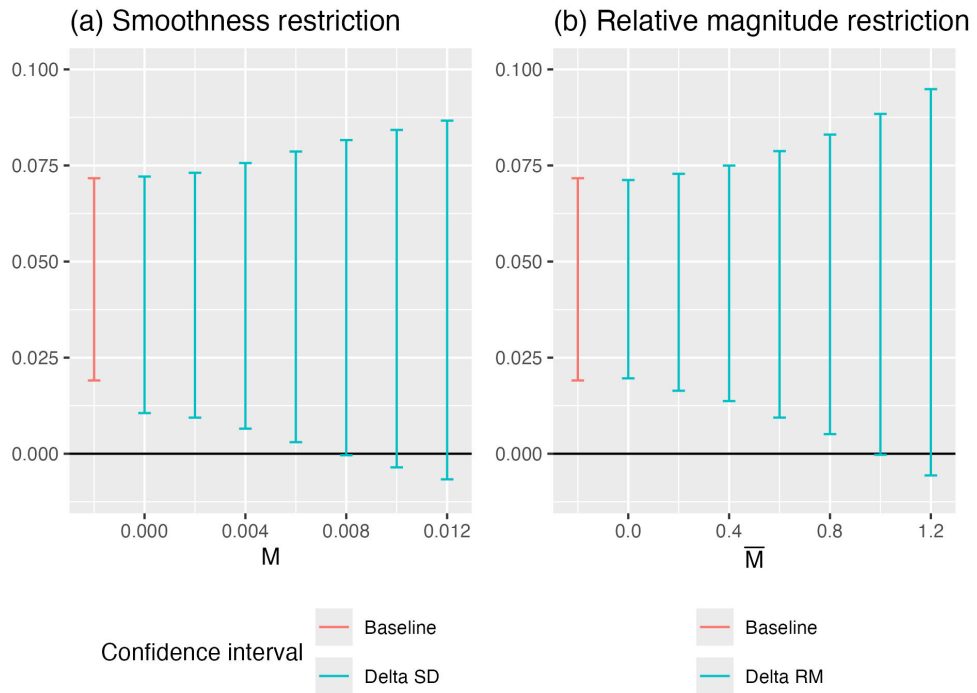 (a) Smoothness restriction
(b) Relative magnitude restriction
0.100
0.075
0.050
0.025
0.000
0.000 0.004 0.008 0.012
M
0.100
0.075
0.050
0.025
0.000
0.0 0.4 0.8 1.2
M̅
Confidence interval
Baseline
Delta SD
Baseline
Delta RM